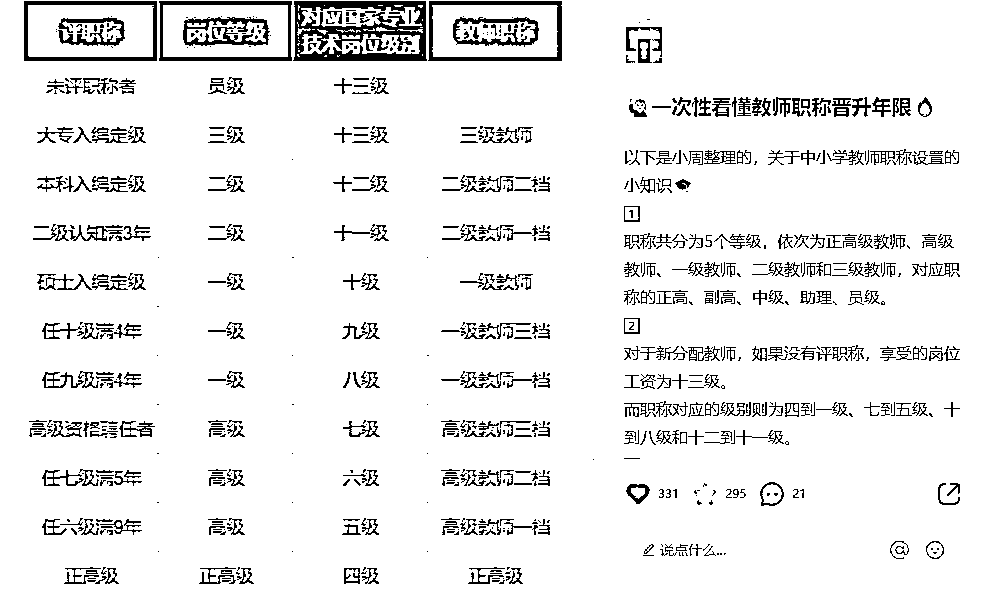 评职称 岗位等级 对应国家专业技术岗位级别 教师职称
未评职称者 员级 十三级
大专入编定级 三级 十三级 三级教师
本科入编定级 二级 十二级 二级教师二档
二级认知满3年 二级 十一级 二级教师一档
硕士入编定级 一级 十级 一级教师
任十级满4年 一级 九级 一级教师三档
任九级满4年 一级 八级 一级教师一档
高级资格聘任者 高级 七级 高级教师三档
任七级满5年 高级 六级 高级教师二档
任六级满9年 高级 五级 高级教师一档
正高级 正高级 四级 正高级
一次性看懂教师职称晋升年限
以下是小周整理的，关于中小学教师职称设置的
小知识
1
职称共分为5个等级，依次为正高级教师、高级
教师、一级教师、二级教师和三级教师，对应职
称的正高、副高、中级、助理、员级。
2
对于新分配教师，如果没有评职称，享受的岗位
工资为十三级。
而职称对应的级别则为四到一级、七到五级、十
到八级和十二到十一级。
331 295 21
说点什么...